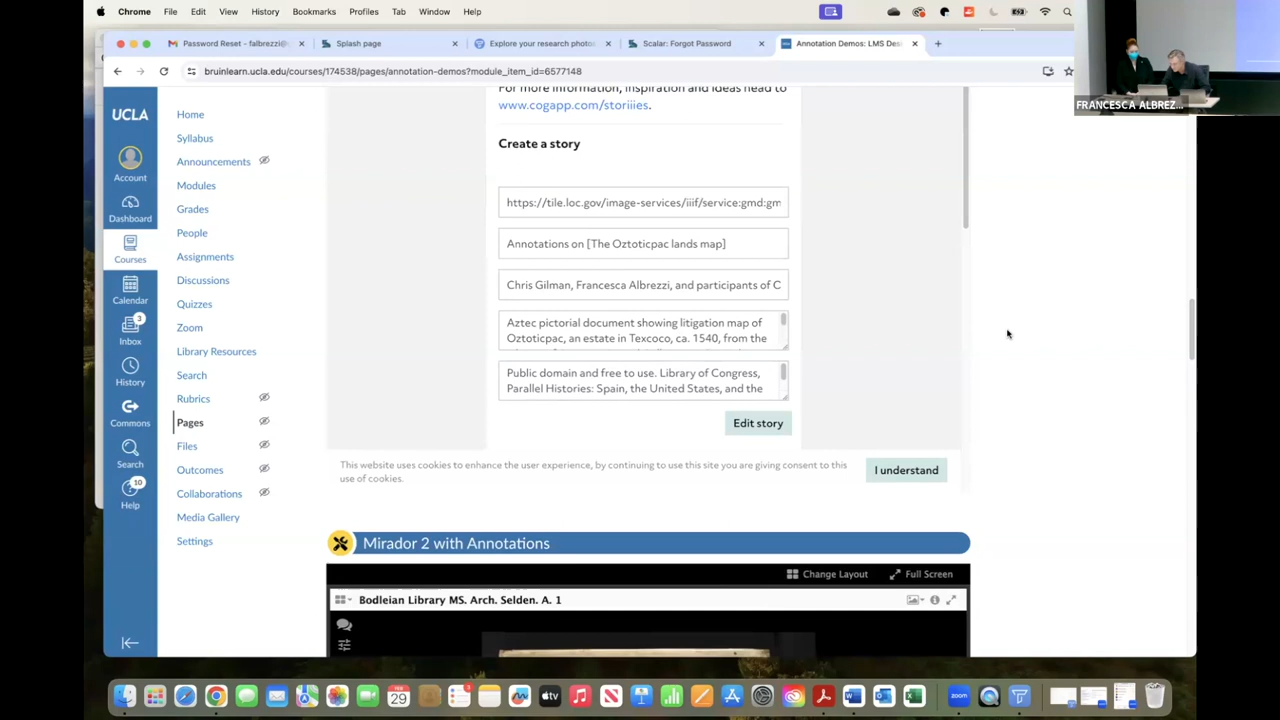 Chrome File Edit View History Bookmarks Profiles Tab Window Help
Password Reset - falbrezzi@
Splash page
Explore your research photos
Scalar: Forgot Password
Annotation Demos: LMS Des
bruinlearn.ucla.edu/courses/174538/pages/annotation-demos?module_item_id=6577148
FRANCESCA ALBREZ...
UCLA
Account
Dashboard
Courses
Calendar
3
Inbox
History
Commons
Search
10
Help
Home
Syllabus
Announcements
Modules
Grades
People
Assignments
Discussions
Quizzes
Zoom
Library Resources
Search
Rubrics
Pages
Files
Outcomes
Collaborations
Media Gallery
Settings
For more information, inspiration and ideas head to
www.cogapp.com/storiiies.
Create a story
https://tile.loc.gov/image-services/iiif/service:gmd:gm
Annotations on [The Oztoticpac lands map]
Chris Gilman, Francesca Albrezzi, and participants of C
Aztec pictorial document showing litigation map of
Oztoticpac, an estate in Texcoco, ca. 1540, from the
Public domain and free to use. Library of Congress,
Parallel Histories: Spain, the United States, and the
Edit story
This website uses cookies to enhance the user experience, by continuing to use this site you are giving consent to this
use of cookies.
I understand
Mirador 2 with Annotations
Change Layout Full Screen
Bodleian Library MS. Arch. Selden. A. 1
FEB
29
tv
zoom